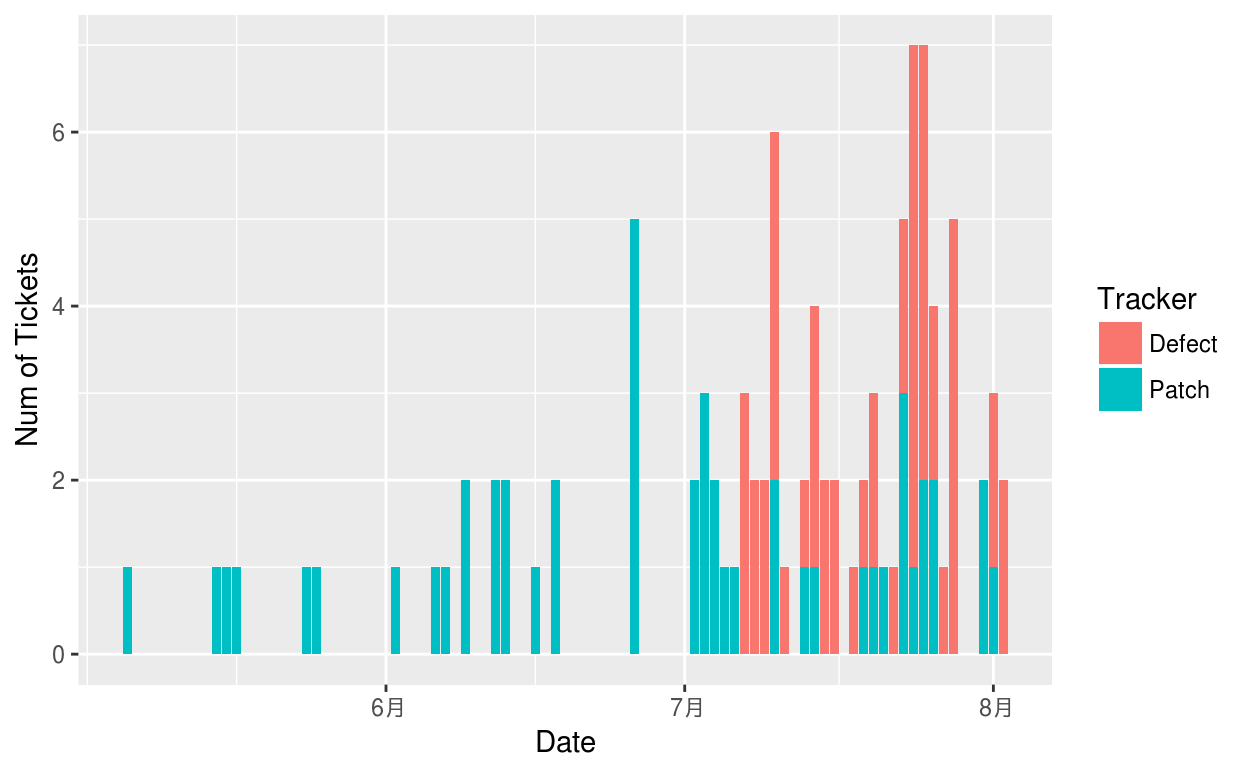 6
4
2
0
Num of Tickets
6月
7月
8月
Date
Tracker
Defect
Patch